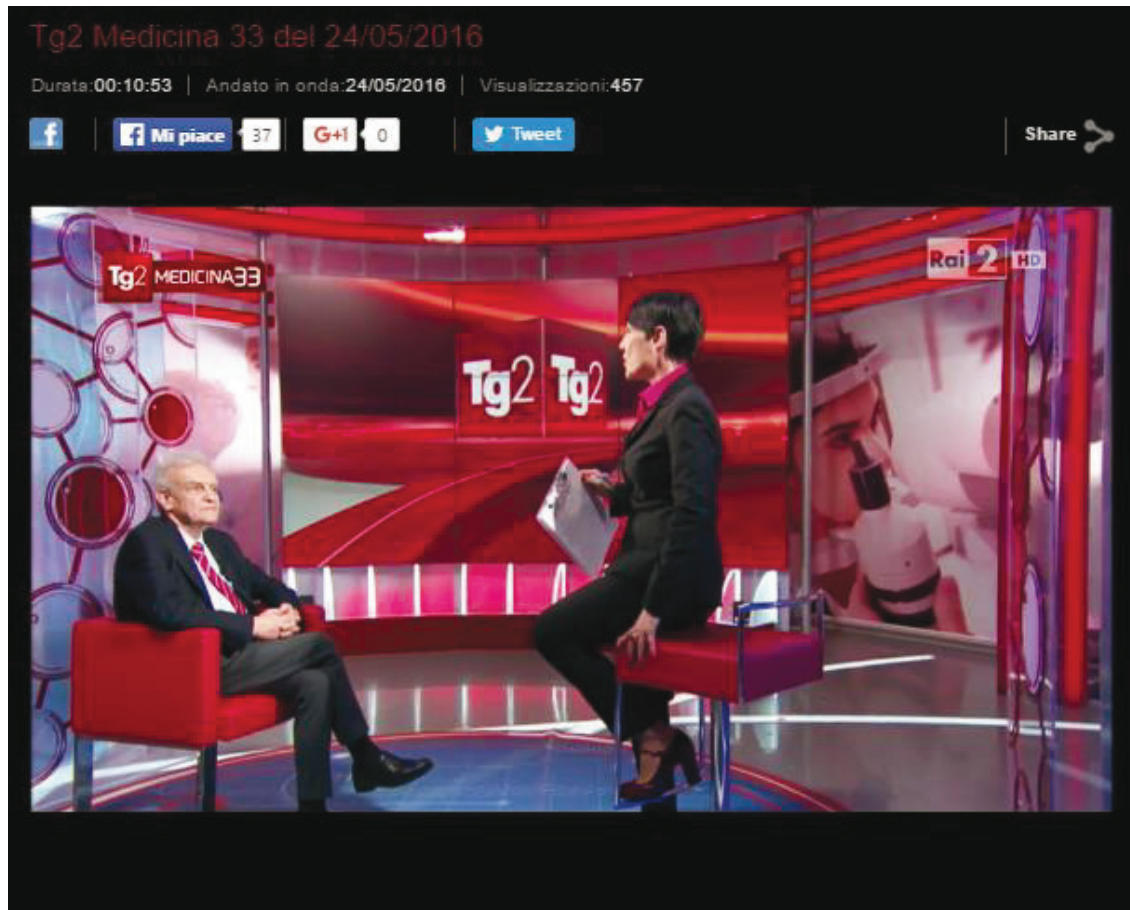 Tg2 Medicina 33 del 24/05/2016
Durata:00:10:53 | Andato in onda:24/05/2016 | Visualizzazioni:457
f Mi piace 37 G+1 0 Tweet Share
Tg2 MEDICINA33
Rai 2 HD
Tg2 Tg2